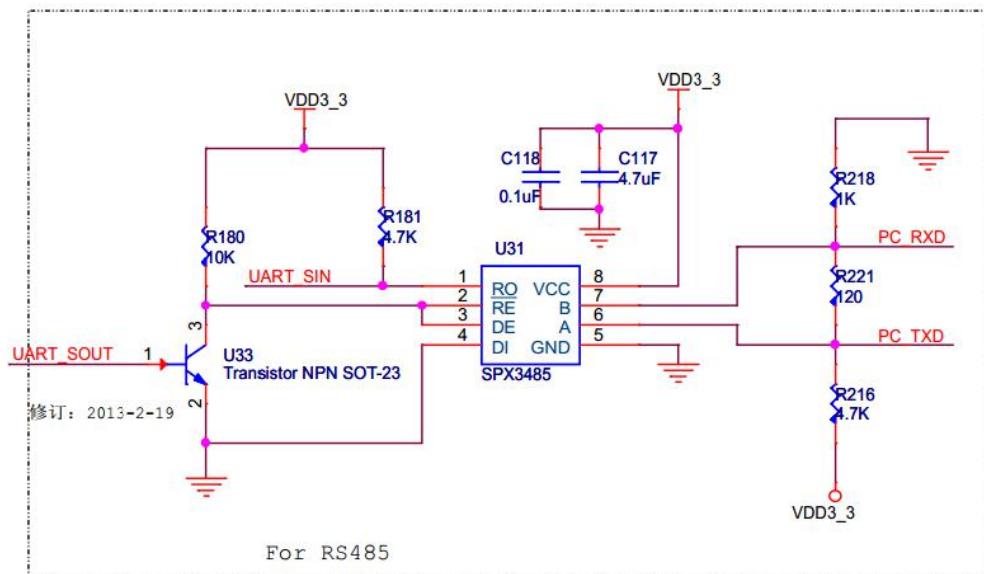 VDD3_3
VDD3_3
C118
0.1uF
C117
4.7uF
R218
1K
R181
4.7K
R180
10K
U31
PC_RXD
UART_SIN
1
2
3
4
RO
RE
DE
DI
VCC
B
A
GND
8
7
6
5
R221
120
3
UART_SOUT
1
U33
Transistor NPN SOT-23
SPX3485
PC_TXD
2
修订: 2013-2-19
R216
4.7K
VDD3_3
For RS485